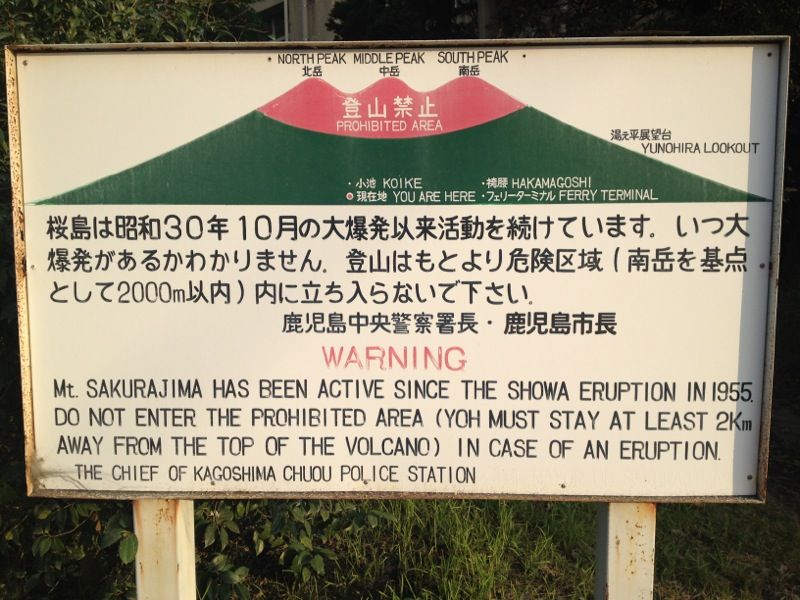 NORTH PEAK MIDDLE PEAK SOUTH PEAK
北岳 中岳 南岳
登山禁止
PROHIBITED AREA
湯之平展望台
YUNOHIRA LOOKOUT
・小池 KOIKE ・袴腰 HAKAMAGOSHI
現在地 YOU ARE HERE ・フェリーターミナル FERRY TERMINAL
桜島は昭和30年10月の大爆発以来活動を続けています。いつ大
爆発があるかわかりません。登山はもとより危険区域(南岳を基点
として2000m以内)内に立ち入らないで下さい。
鹿児島中央警察署長・鹿児島市長
WARNING
Mt. SAKURAJIMA HAS BEEN ACTIVE SINCE THE SHOWA ERUPTION IN 1955.
DO NOT ENTER THE PROHIBITED AREA (YOH MUST STAY AT LEAST 2Km
AWAY FROM THE TOP OF THE VOLCANO) IN CASE OF AN ERUPTION.
THE CHIEF OF KAGOSHIMA CHUOU POLICE STATION